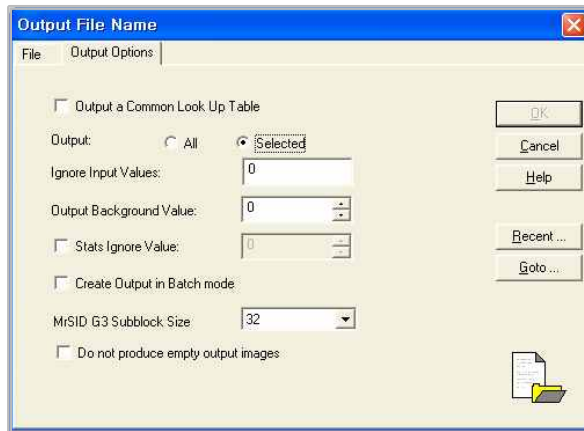 Output File Name
File Output Options
Output a Common Look Up Table
Output: All Selected
Ignore Input Values: 0
Output Background Value: 0
Stats Ignore Value: 0
Create Output in Batch mode
MrSID G3 Subblock Size 32
Do not produce empty output images
OK
Cancel
Help
Recent ...
Goto ...